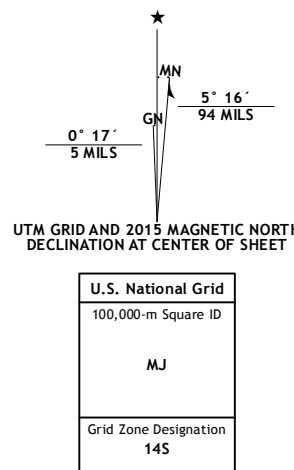 MN
GN
5° 16´
94 MILS
0° 17´
5 MILS
UTM GRID AND 2015 MAGNETIC NORTH
DECLINATION AT CENTER OF SHEET
U.S. National Grid
100,000-m Square ID
MJ
Grid Zone Designation
14S